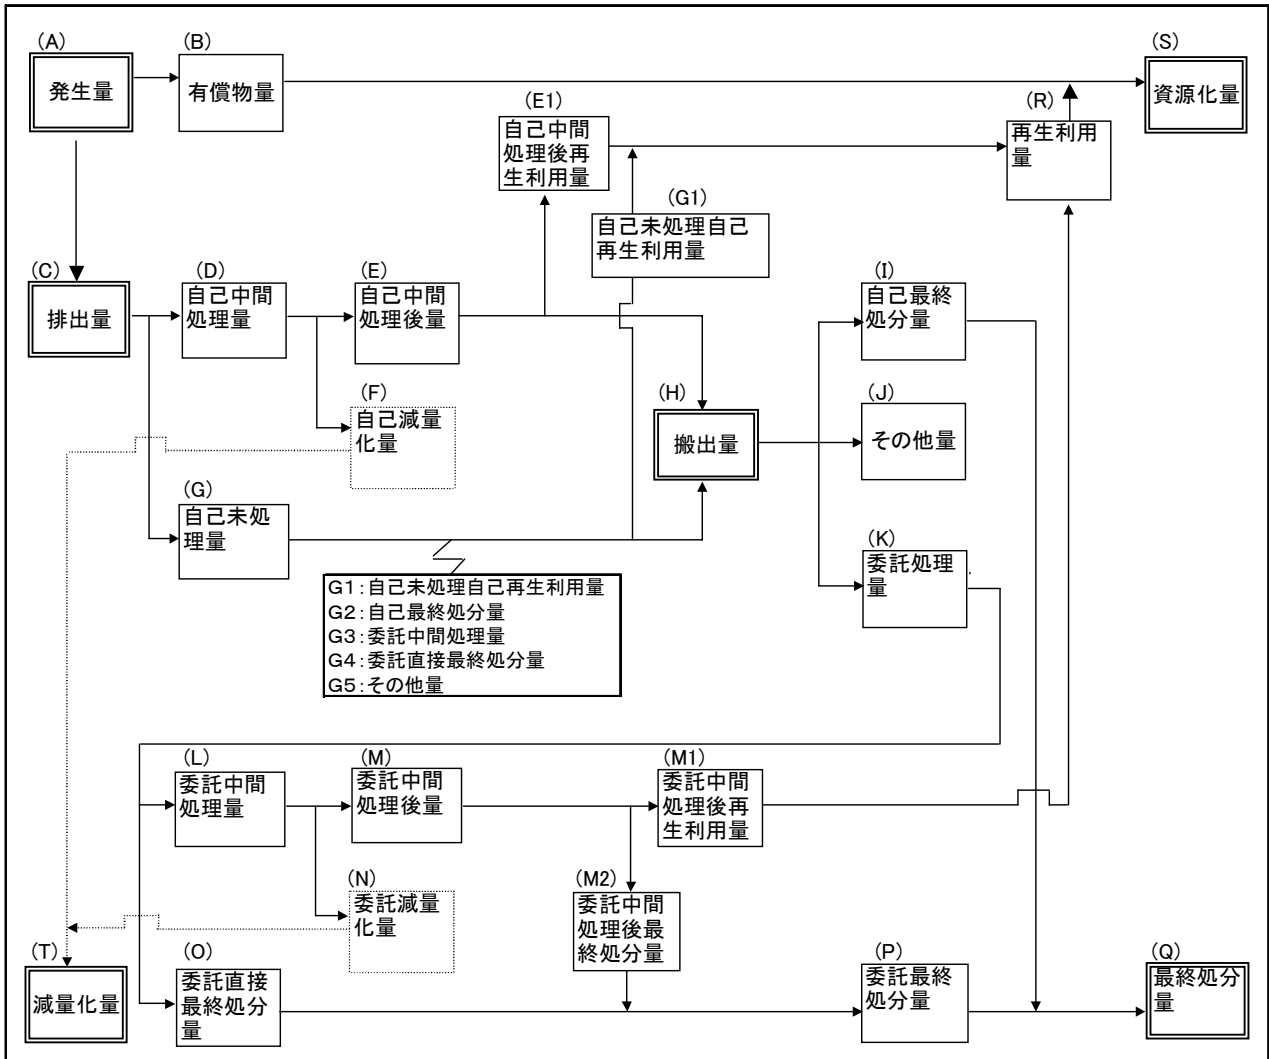 (A)
発生量
(B)
有償物量
(S)
資源化量
(E1)
自己中間
処理後再
生利用量
(R)
再生利用
量
(G1)
自己未処理自己
再生利用量
(C)
排出量
(D)
自己中間
処理量
(E)
自己中間
処理後量
(I)
自己最終
処分量
(F)
自己減量
化量
(H)
搬出量
(J)
その他量
(G)
自己未処
理量
(K)
委託処理
量
G1:自己未処理自己再生利用量
G2:自己最終処分量
G3:委託中間処理量
G4:委託直接最終処分量
G5:その他量
(L)
委託中間
処理量
(M)
委託中間
処理後量
(M1)
委託中間
処理後再
生利用量
(N)
委託減量
化量
(M2)
委託中間
処理後最
終処分量
(T)
減量化量
(O)
委託直接
最終処分
量
(P)
委託最終
処分量
(Q)
最終処分
量